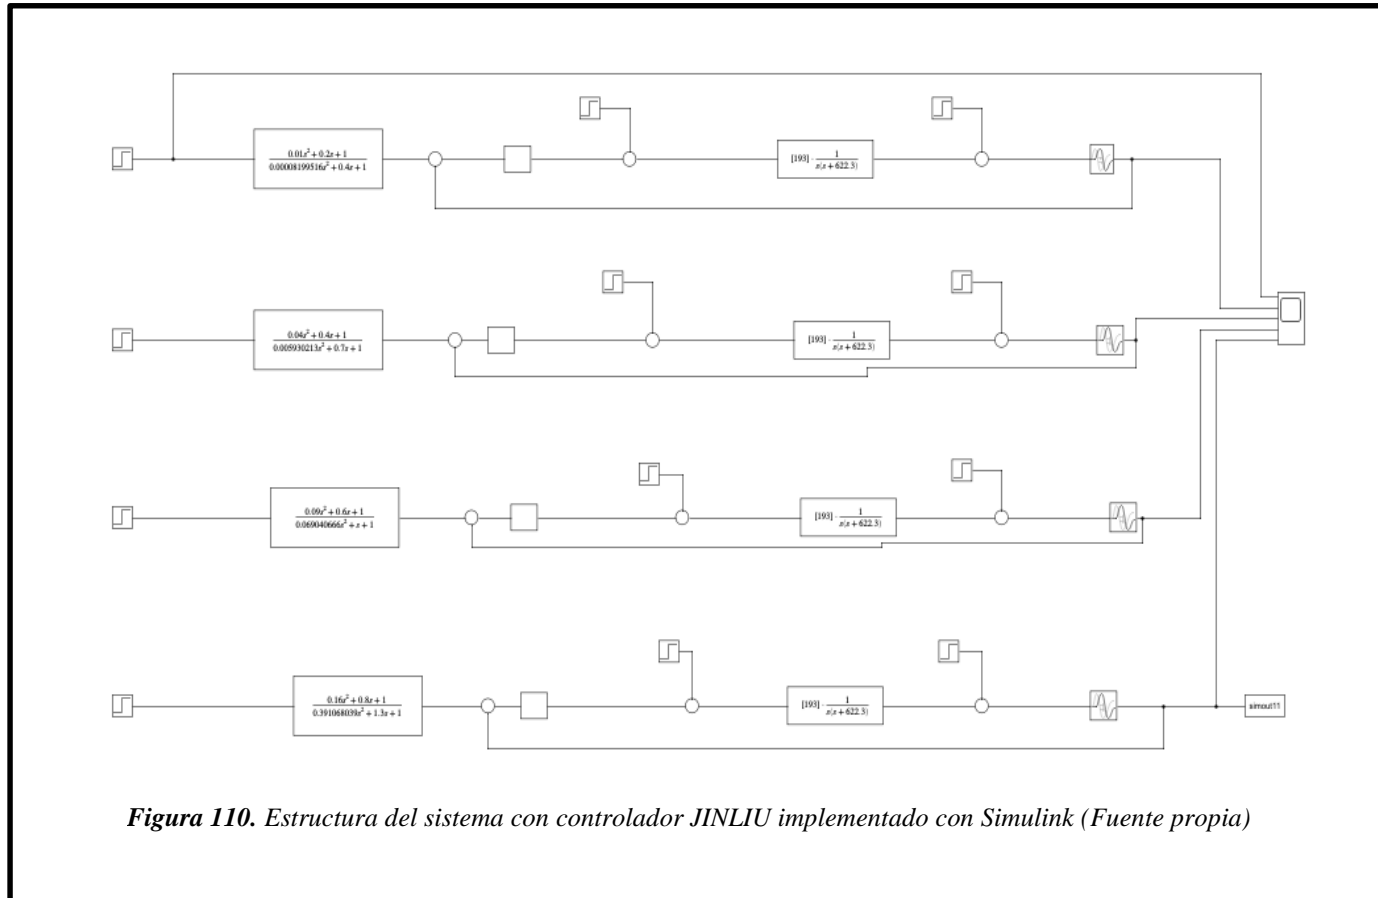 0.01s² + 0.2s + 1
0.00008199516s² + 0.4s + 1
[193] · 1
s(s + 622.3)
0.04s² + 0.4s + 1
0.005930213s² + 0.7s + 1
[193] · 1
s(s + 622.3)
0.09s² + 0.6s + 1
0.069040666s² + s + 1
[193] · 1
s(s + 622.3)
0.16s² + 0.8s + 1
0.391068039s² + 1.3s + 1
[193] · 1
s(s + 622.3)
simout11
Figura 110. Estructura del sistema con controlador JINLIU implementado con Simulink (Fuente propia)